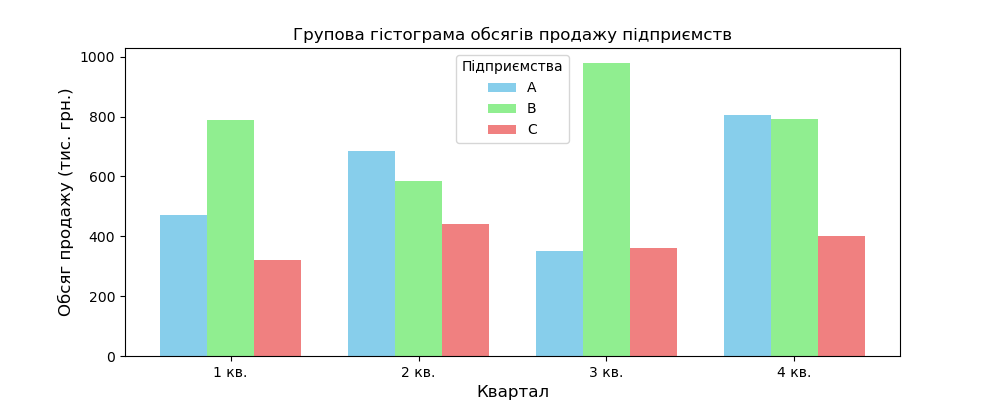 Групова гістограма обсягів продажу підприємств
Обсяг продажу (тис. грн.)
1000
800
600
400
200
0
Підприємства
A
B
C
1 кв.
2 кв.
3 кв.
4 кв.
Квартал